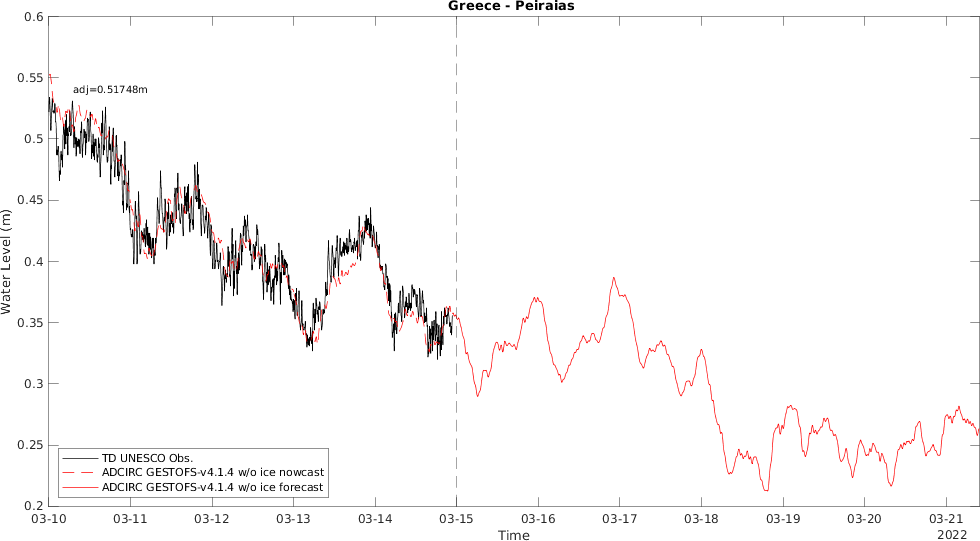 Greece - Peiraias
0.6
0.55
adj=0.51748m
0.5
0.45
0.4
Water Level (m)
0.35
0.3
0.25
0.2
TD UNESCO Obs.
ADCIRC GESTOFS-v4.1.4 w/o ice nowcast
ADCIRC GESTOFS-v4.1.4 w/o ice forecast
03-10 03-11 03-12 03-13 03-14 03-15 03-16 03-17 03-18 03-19 03-20 03-21
Time
2022